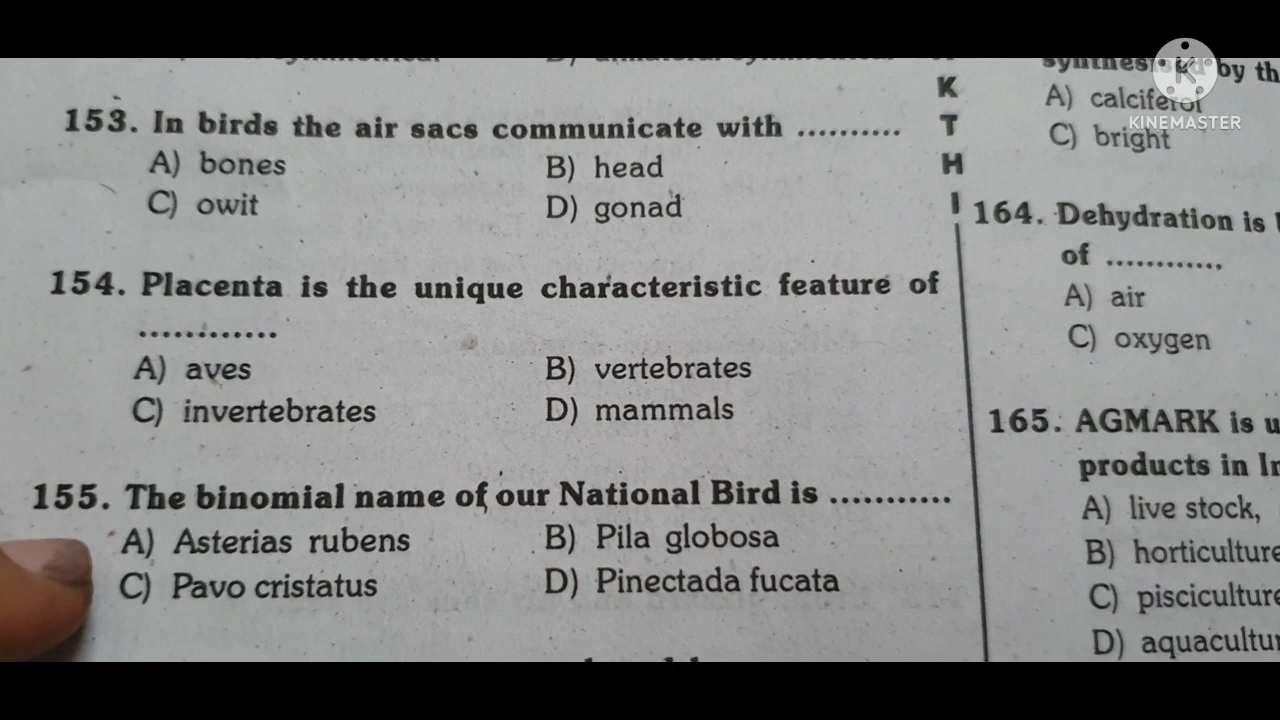 153. In birds the air sacs communicate with ..........
A) bones B) head
C) owit D) gonad
154. Placenta is the unique characteristic feature of
............
A) aves B) vertebrates
C) invertebrates D) mammals
155. The binomial name of our National Bird is ...........
A) Asterias rubens B) Pila globosa
C) Pavo cristatus D) Pinectada fucata
K
T
H
I
by th
A) calciferol
C) bright
164. Dehydration is
of ............
A) air
C) oxygen
165. AGMARK is u
products in In
A) live stock,
B) horticulture
C) pisciculture
D) aquacultu
KINEMASTER